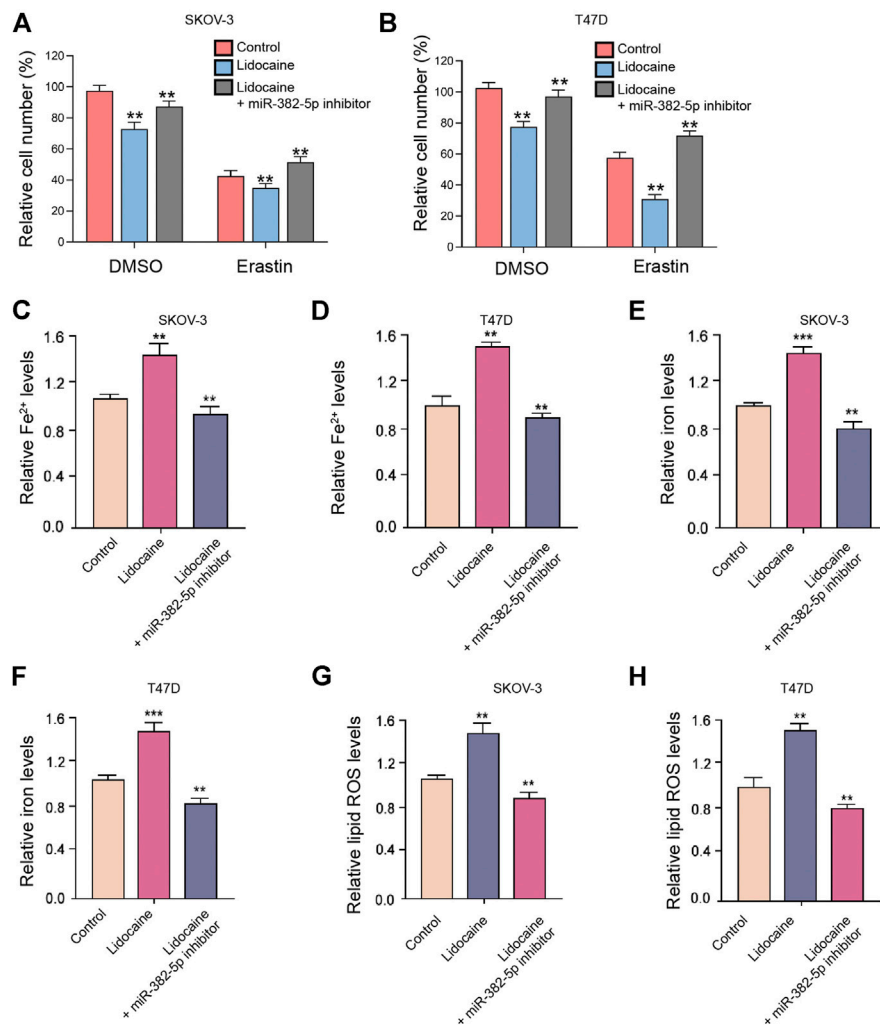 A
SKOV-3
Relative cell number (%)
120
100
80
60
40
20
0
Control
Lidocaine
Lidocaine
+ miR-382-5p inhibitor
**
**
**
**
DMSO
Erastin
B
T47D
Relative cell number (%)
120
100
80
60
40
20
0
Control
Lidocaine
Lidocaine
+ miR-382-5p inhibitor
**
**
**
**
DMSO
Erastin
C
SKOV-3
Relative Fe2+ levels
1.6
1.2
0.8
0.4
0.0
**
**
Control
Lidocaine
Lidocaine
+ miR-382-5p inhibitor
D
T47D
Relative Fe2+ levels
1.6
1.2
0.8
0.4
0.0
**
**
Control
Lidocaine
Lidocaine
+ miR-382-5p inhibitor
E
SKOV-3
Relative iron levels
1.6
1.2
0.8
0.4
0.0
***
**
Control
Lidocaine
Lidocaine
+ miR-382-5p inhibitor
F
T47D
Relative iron levels
1.6
1.2
0.8
0.4
0.0
***
**
Control
Lidocaine
Lidocaine
+ miR-382-5p inhibitor
G
SKOV-3
Relative lipid ROS levels
1.6
1.2
0.8
0.4
0.0
**
**
Control
Lidocaine
Lidocaine
+ miR-382-5p inhibitor
H
T47D
Relative lipid ROS levels
1.6
1.2
0.8
0.4
0.0
**
**
Control
Lidocaine
Lidocaine
+ miR-382-5p inhibitor